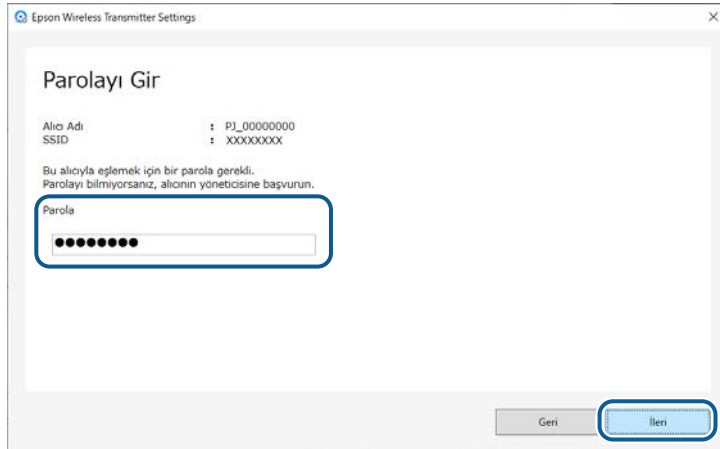 Epson Wireless Transmitter Settings
Parolayı Gir
Alıcı Adı : PJ_00000000
SSID : XXXXXXXX
Bu alıcıyla eşlemek için bir parola gerekli.
Parolayı bilmiyorsanız, alıcının yöneticisine başvurun.
Parola
●●●●●●●●
Geri İleri